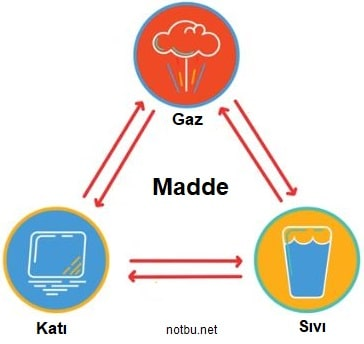 Gaz
Madde
Katı
Sıvı
notbu.net